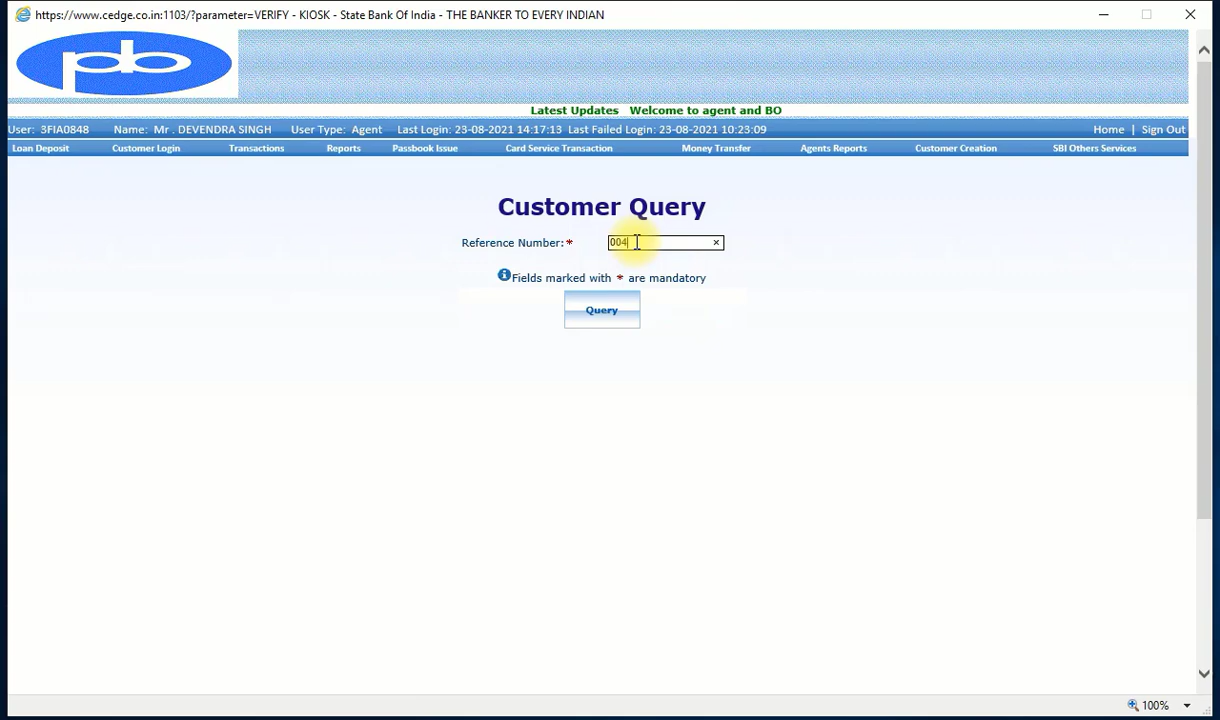 https://www.cedge.co.in:1103/?parameter=VERIFY - KIOSK - State Bank Of India - THE BANKER TO EVERY INDIAN
pb
Latest Updates Welcome to agent and BO
User: 3FIA0848 Name: Mr . DEVENDRA SINGH User Type: Agent Last Login: 23-08-2021 14:17:13 Last Failed Login: 23-08-2021 10:23:09 Home | Sign Out
Loan Deposit Customer Login Transactions Reports Passbook Issue Card Service Transaction Money Transfer Agents Reports Customer Creation SBI Others Services
Customer Query
Reference Number:* 004
Fields marked with * are mandatory
Query
100%